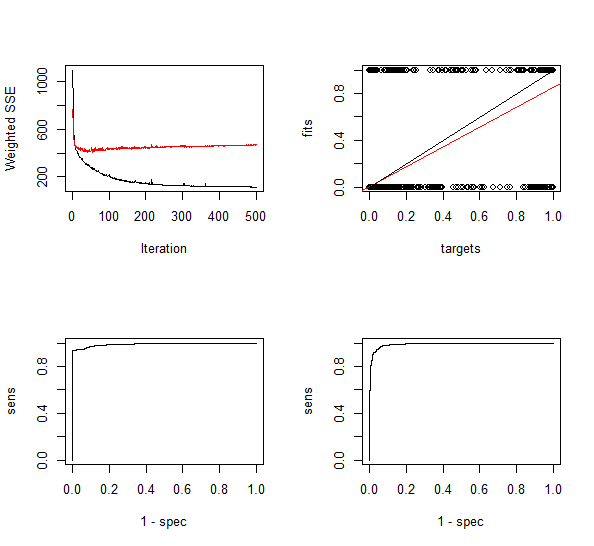 Weighted SSE
200
600
1000
0 100 200 300 400 500
Iteration
fits
0.0 0.4 0.8
0.0 0.2 0.4 0.6 0.8 1.0
targets
sens
0.0 0.4 0.8
0.0 0.2 0.4 0.6 0.8 1.0
1 - spec
sens
0.0 0.4 0.8
0.0 0.2 0.4 0.6 0.8 1.0
1 - spec